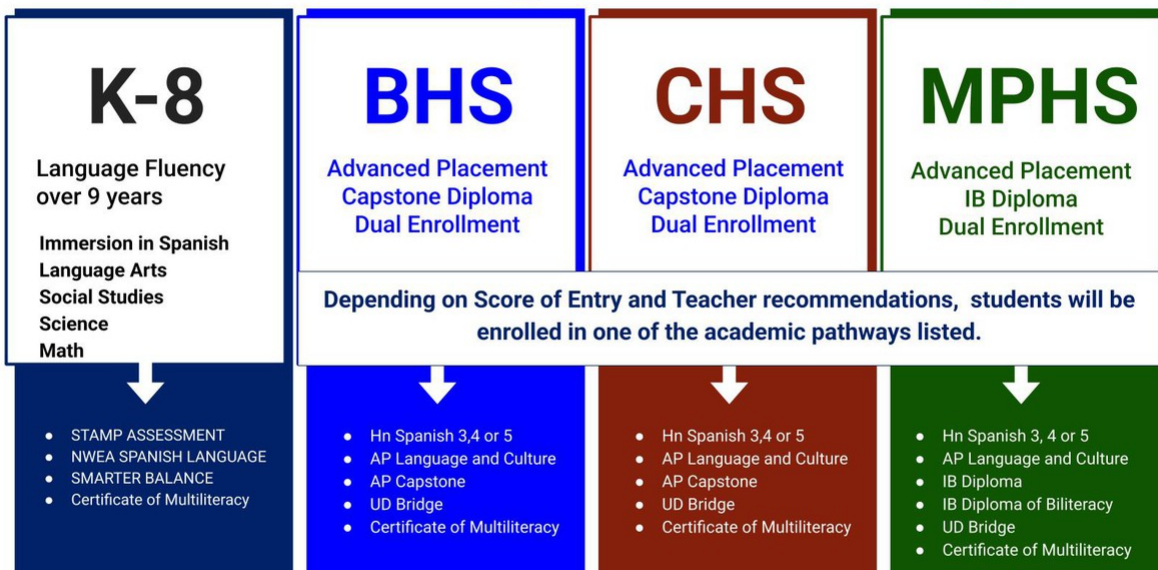 K-8
Language Fluency
over 9 years
Immersion in Spanish
Language Arts
Social Studies
Science
Math
BHS
Advanced Placement
Capstone Diploma
Dual Enrollment
CHS
Advanced Placement
Capstone Diploma
Dual Enrollment
MPHS
Advanced Placement
IB Diploma
Dual Enrollment
Depending on Score of Entry and Teacher recommendations, students will be
enrolled in one of the academic pathways listed.
● STAMP ASSESSMENT
● NWEA SPANISH LANGUAGE
● SMARTER BALANCE
● Certificate of Multiliteracy
● Hn Spanish 3,4 or 5
● AP Language and Culture
● AP Capstone
● UD Bridge
● Certificate of Multiliteracy
● Hn Spanish 3,4 or 5
● AP Language and Culture
● AP Capstone
● UD Bridge
● Certificate of Multiliteracy
● Hn Spanish 3, 4 or 5
● AP Language and Culture
● IB Diploma
● IB Diploma of Biliteracy
● UD Bridge
● Certificate of Multiliteracy